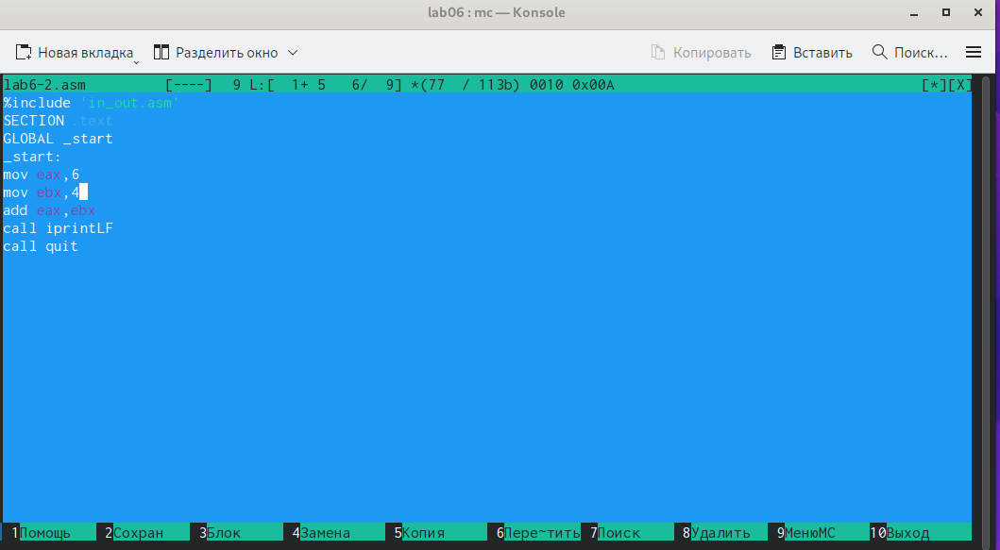 lab06 : mc — Konsole
Новая вкладка Разделить окно Копировать Вставить Поиск...
lab6-2.asm [----] 9 L:[ 1+ 5 6/ 9] *(77 / 113b) 0010 0x00A [*][X]
%include 'in_out.asm'
SECTION .text
GLOBAL _start
_start:
mov eax,6
mov ebx,4
add eax,ebx
call iprintLF
call quit
1Помощь 2Сохран 3Блок 4Замена 5Копия 6Пере~тить 7Поиск 8Удалить 9МенюМС 10Выход